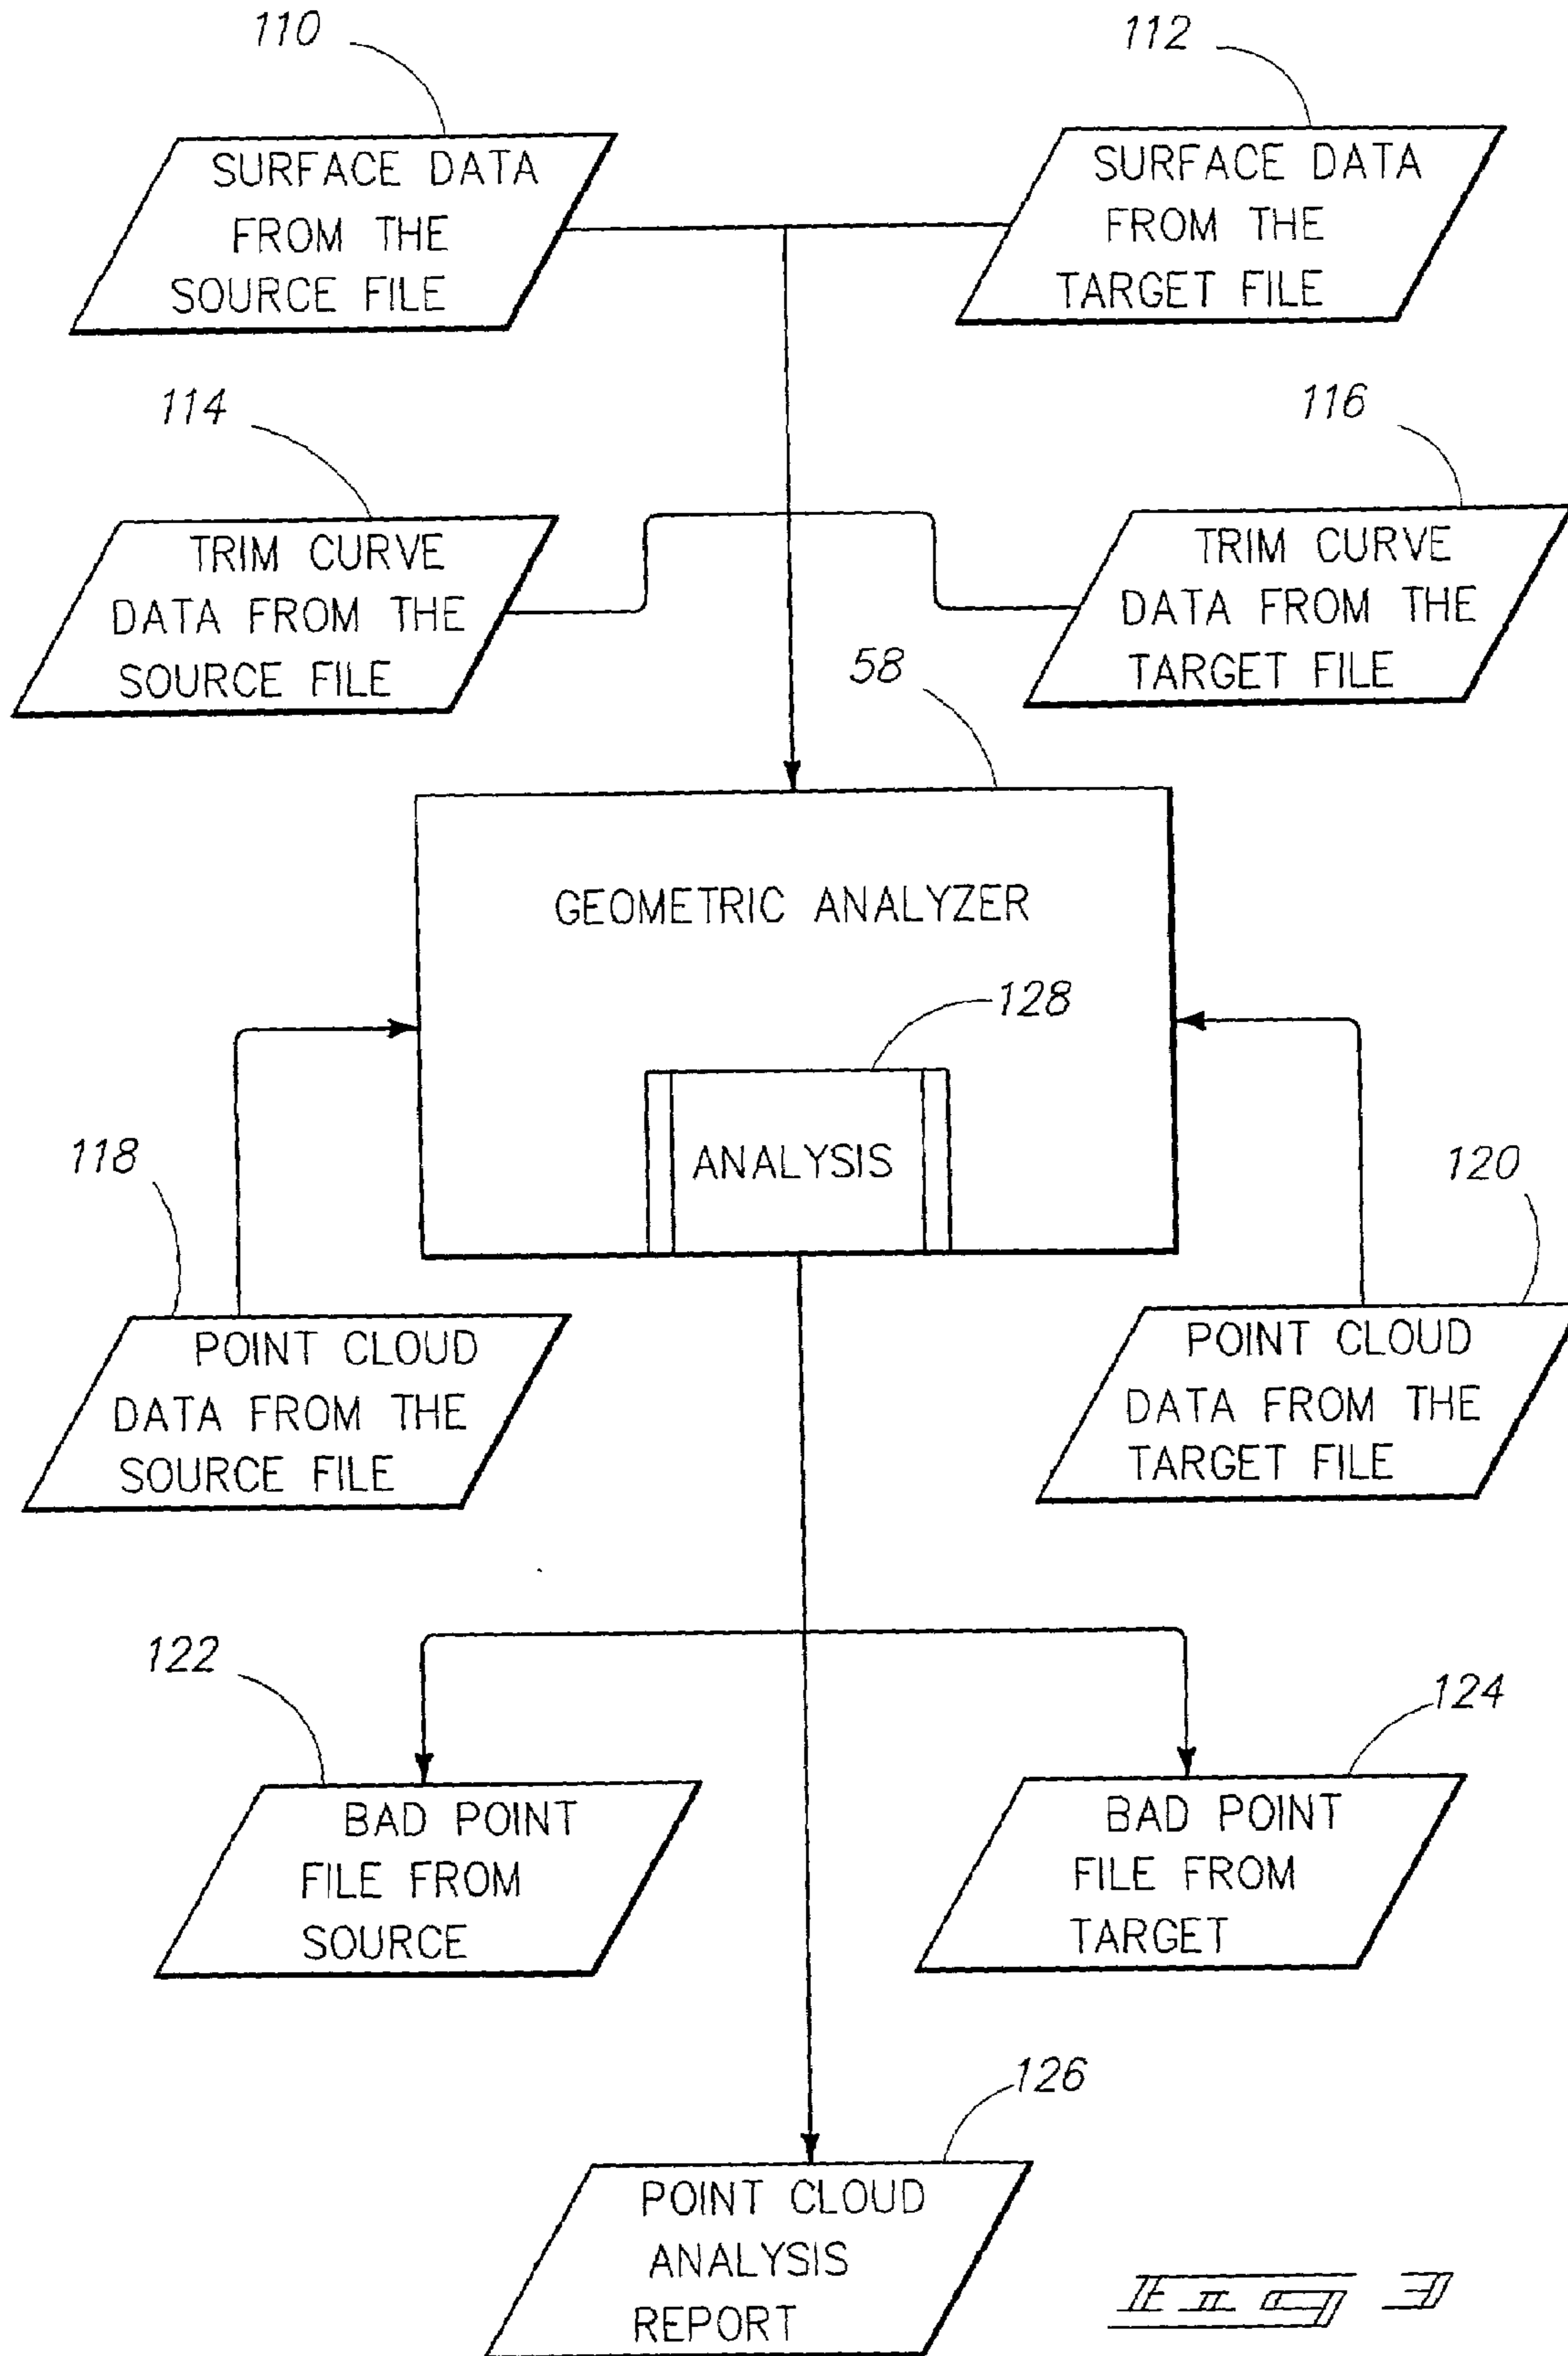 110
112
SURFACE DATA
FROM THE
SOURCE FILE
SURFACE DATA
FROM THE
TARGET FILE
114
116
TRIM CURVE
DATA FROM THE
SOURCE FILE
TRIM CURVE
DATA FROM THE
TARGET FILE
58
GEOMETRIC ANALYZER
128
ANALYSIS
118
120
POINT CLOUD
DATA FROM THE
SOURCE FILE
POINT CLOUD
DATA FROM THE
TARGET FILE
122
124
BAD POINT
FILE FROM
SOURCE
BAD POINT
FILE FROM
TARGET
126
POINT CLOUD
ANALYSIS
REPORT
FIG 3